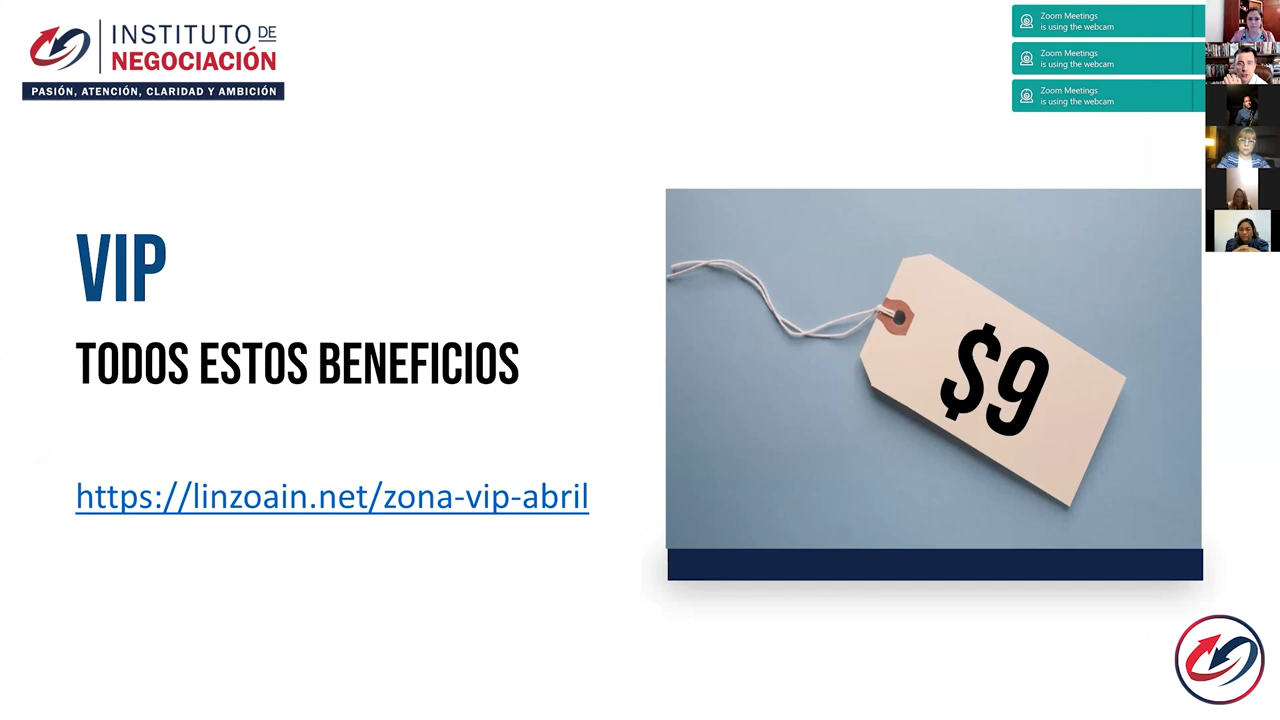 INSTITUTO DE
NEGOCIACIÓN
PASIÓN, ATENCIÓN, CLARIDAD Y AMBICIÓN
Zoom Meetings
is using the webcam
Zoom Meetings
is using the webcam
Zoom Meetings
is using the webcam
VIP
TODOS ESTOS BENEFICIOS
https://linzoain.net/zona-vip-abril
$9